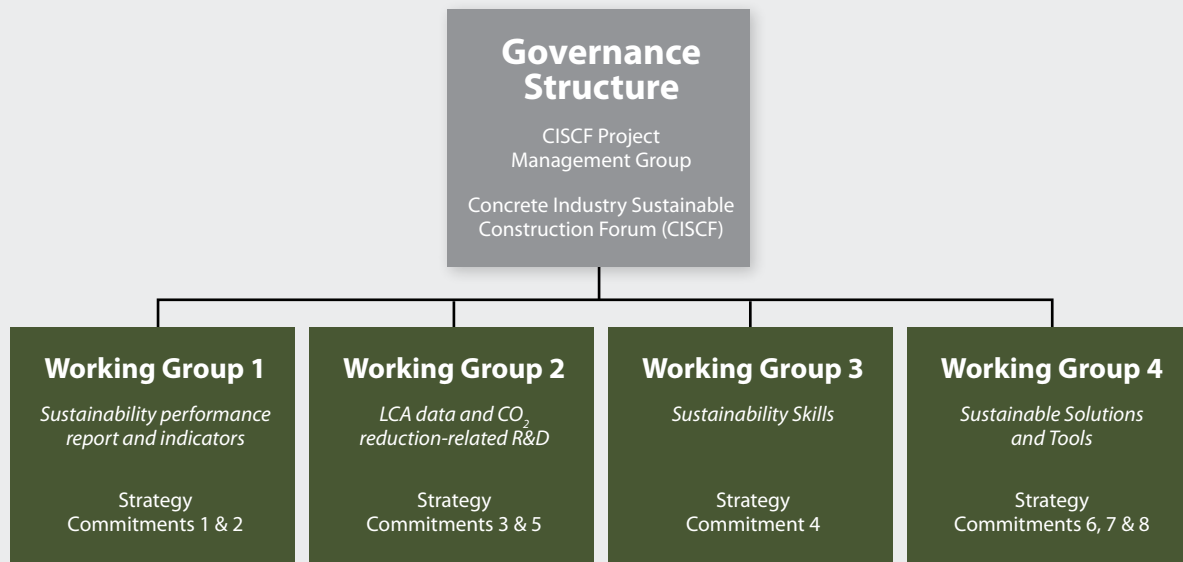 Governance
Structure
CISCF Project
Management Group
Concrete Industry Sustainable
Construction Forum (CISCF)
Working Group 1
Sustainability performance
report and indicators
Strategy
Commitments 1 & 2
Working Group 2
LCA data and CO₂
reduction-related R&D
Strategy
Commitments 3 & 5
Working Group 3
Sustainability Skills
Strategy
Commitment 4
Working Group 4
Sustainable Solutions
and Tools
Strategy
Commitments 6, 7 & 8